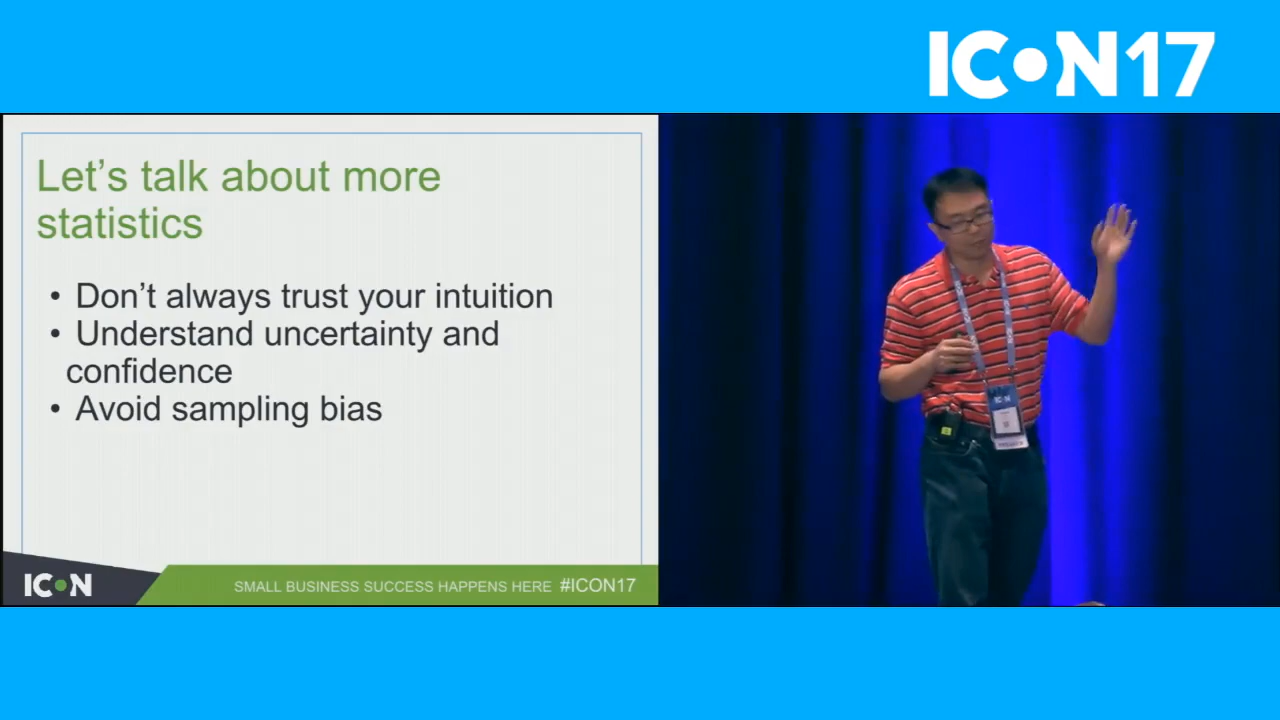 ICON17
Let’s talk about more
statistics
• Don’t always trust your intuition
• Understand uncertainty and
confidence
• Avoid sampling bias
ICON
SMALL BUSINESS SUCCESS HAPPENS HERE #ICON17
ICON